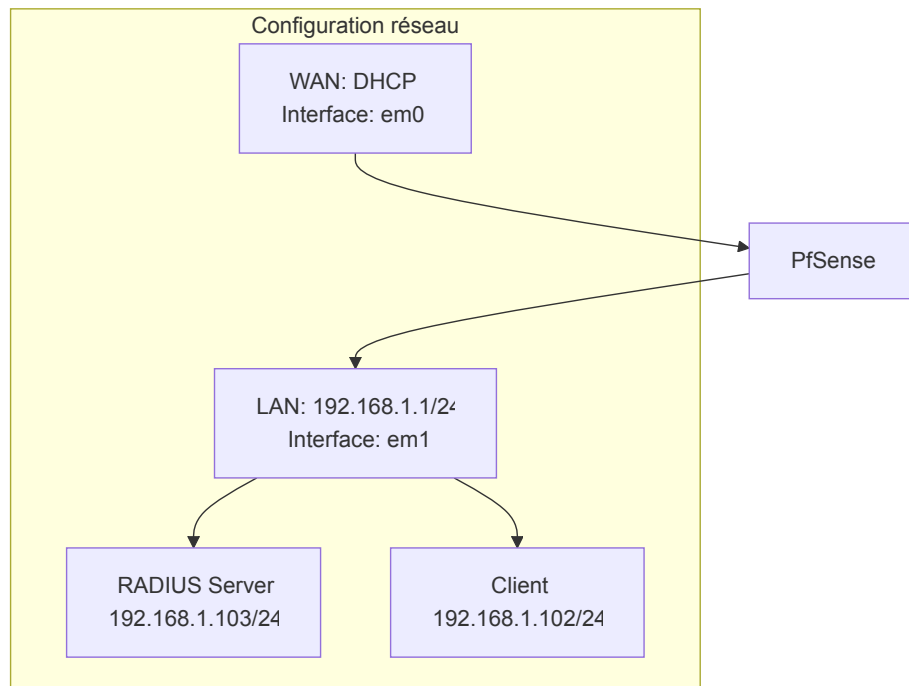 Configuration réseau
WAN: DHCP
Interface: em0
PfSense
LAN: 192.168.1.1/24
Interface: em1
RADIUS Server
192.168.1.103/24
Client
192.168.1.102/24